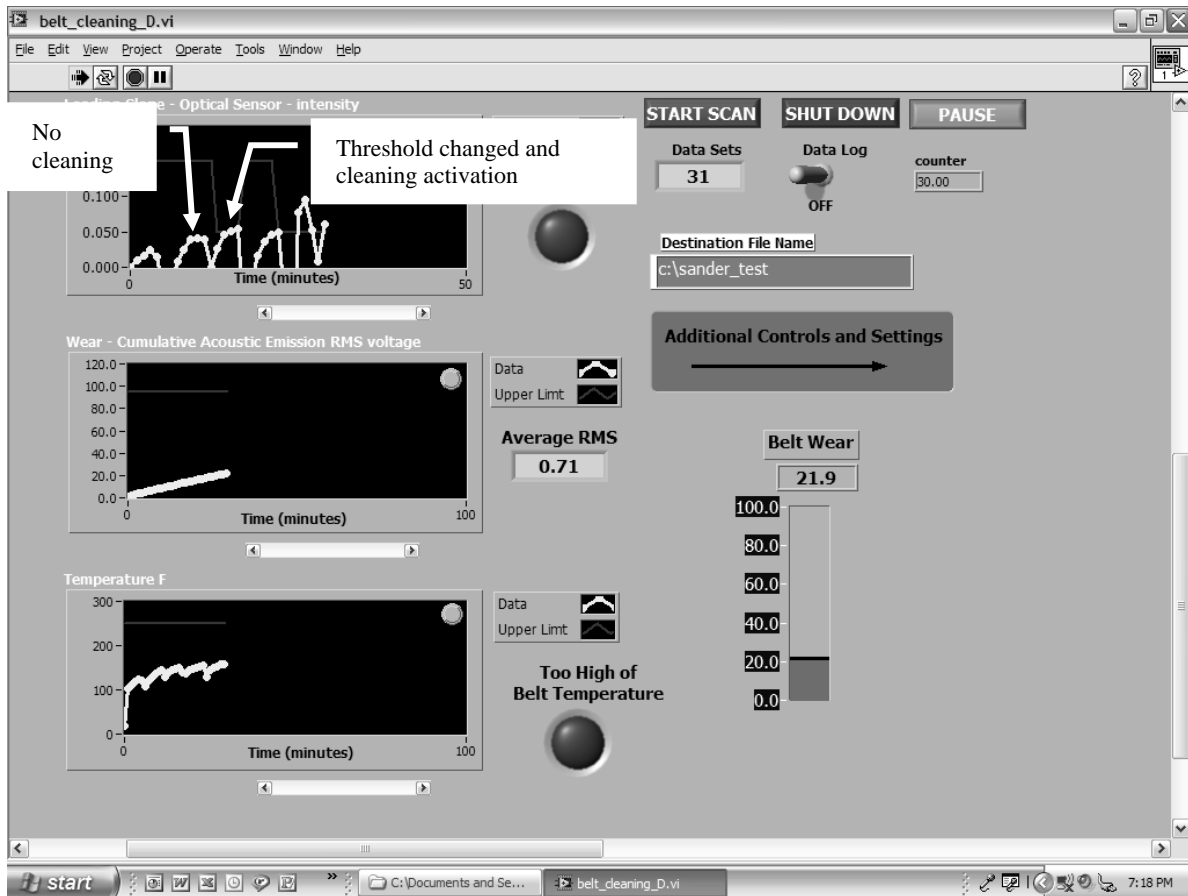 belt_cleaning_D.vi
File Edit View Project Operate Tools Window Help
- Optical Sensor - intensity
No
cleaning
Threshold changed and
cleaning activation
0.100
0.050
0.000
0
Time (minutes)
50
START SCAN
SHUT DOWN
PAUSE
Data Sets
31
Data Log
OFF
counter
30.00
Destination File Name
c:\sander_test
Additional Controls and Settings
Wear - Cumulative Acoustic Emission RMS voltage
120.0
100.0
80.0
60.0
40.0
20.0
0.0
0
Time (minutes)
100
Data
Upper Limt
Average RMS
0.71
Belt Wear
21.9
100.0
80.0
60.0
40.0
20.0
0.0
Temperature F
300
200
100
0
0
Time (minutes)
100
Data
Upper Limt
Too High of
Belt Temperature
start
C:\Documents and Se...
belt_cleaning_D.vi
7:18 PM